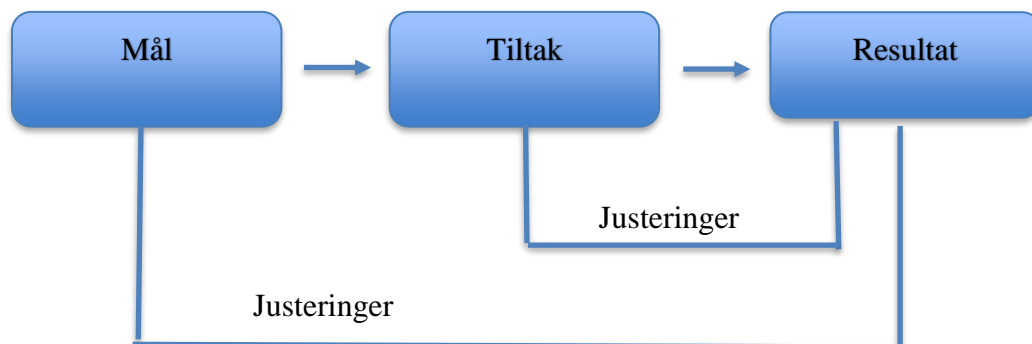 Mål
Tiltak
Resultat
Justeringer
Justeringer